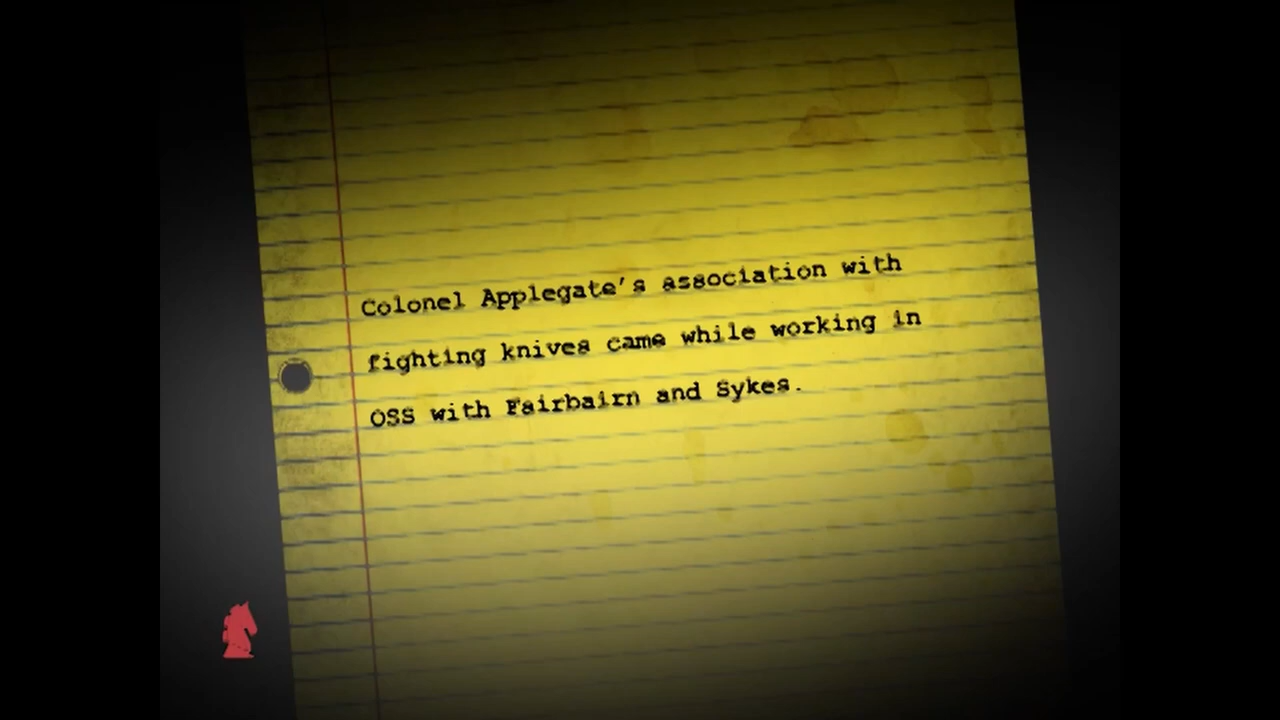 Colonel Applegate's association with
fighting knives came while working in
OSS with Fairbairn and Sykes.